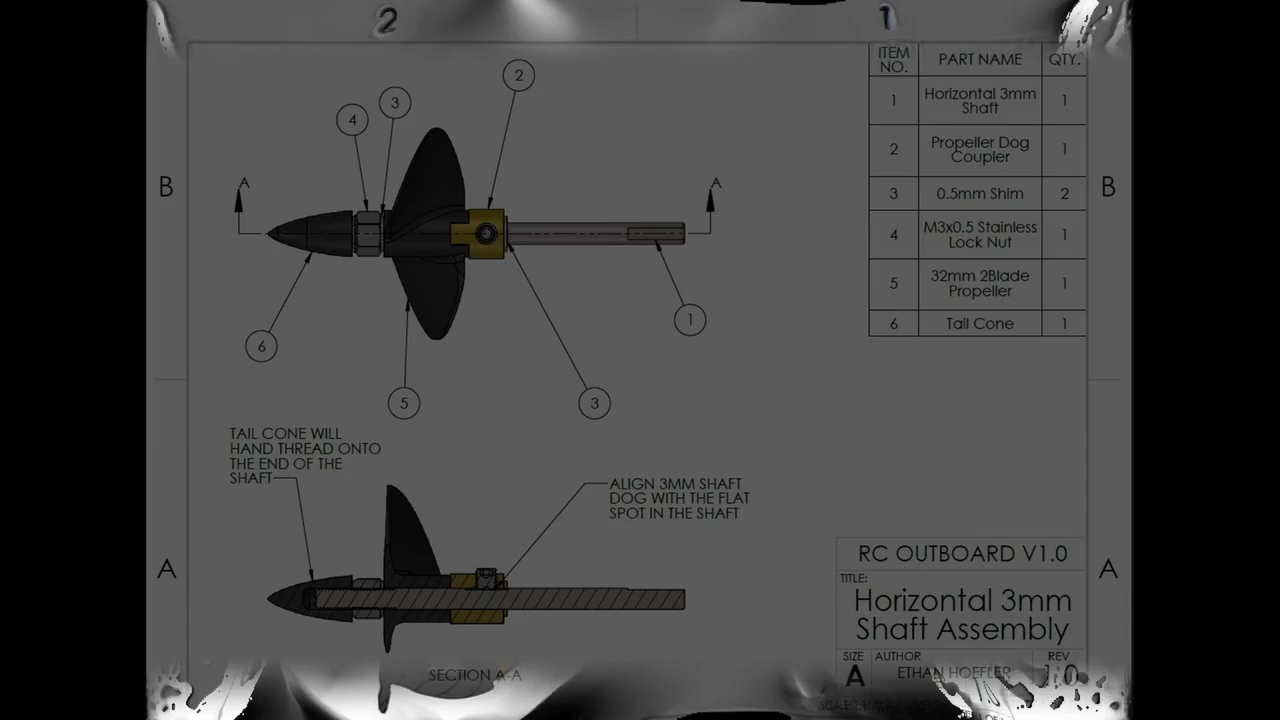 2
1
B
B
A
A
ITEM NO.
PART NAME
QTY.
1
Horizontal 3mm Shaft
1
2
Propeller Dog Coupler
1
3
0.5mm Shim
2
4
M3x0.5 Stainless Lock Nut
1
5
32mm 2Blade Propeller
1
6
Tail Cone
1
2
3
4
A
A
1
6
5
3
TAIL CONE WILL
HAND THREAD ONTO
THE END OF THE
SHAFT
ALIGN 3MM SHAFT
DOG WITH THE FLAT
SPOT IN THE SHAFT
SECTION A-A
RC OUTBOARD V1.0
TITLE:
Horizontal 3mm
Shaft Assembly
SIZE
A
AUTHOR
ETHAN HOEFFLER
REV
1.0